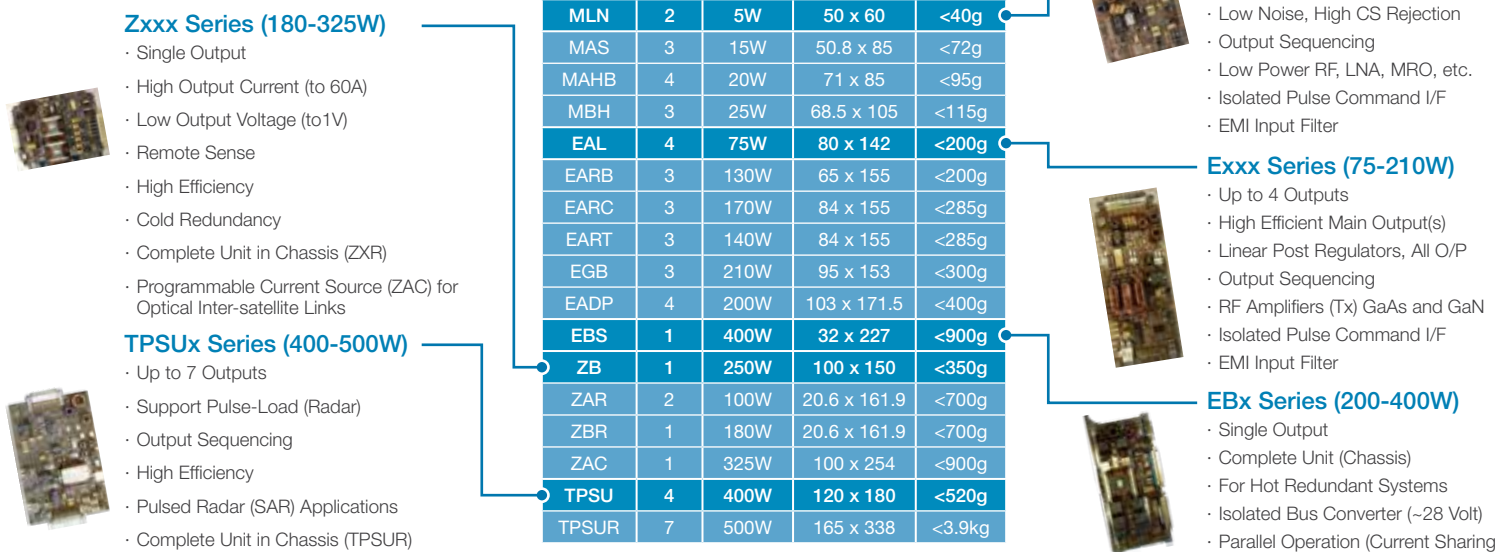 Zxxx Series (180-325W)
· Single Output
· High Output Current (to 60A)
· Low Output Voltage (to1V)
· Remote Sense
· High Efficiency
· Cold Redundancy
· Complete Unit in Chassis (ZXR)
· Programmable Current Source (ZAC) for
Optical Inter-satellite Links
TPSUx Series (400-500W)
· Up to 7 Outputs
· Support Pulse-Load (Radar)
· Output Sequencing
· High Efficiency
· Pulsed Radar (SAR) Applications
· Complete Unit in Chassis (TPSUR)
MLN 2 5W 50 x 60 <40g
MAS 3 15W 50.8 x 85 <72g
MAHB 4 20W 71 x 85 <95g
MBH 3 25W 68.5 x 105 <115g
EAL 4 75W 80 x 142 <200g
EARB 3 130W 65 x 155 <200g
EARC 3 170W 84 x 155 <285g
EART 3 140W 84 x 155 <285g
EGB 3 210W 95 x 153 <300g
EADP 4 200W 103 x 171.5 <400g
EBS 1 400W 32 x 227 <900g
ZB 1 250W 100 x 150 <350g
ZAR 2 100W 20.6 x 161.9 <700g
ZBR 1 180W 20.6 x 161.9 <700g
ZAC 1 325W 100 x 254 <900g
TPSU 4 400W 120 x 180 <520g
TPSUR 7 500W 165 x 338 <3.9kg
· Low Noise, High CS Rejection
· Output Sequencing
· Low Power RF, LNA, MRO, etc.
· Isolated Pulse Command I/F
· EMI Input Filter
Exxx Series (75-210W)
· Up to 4 Outputs
· High Efficient Main Output(s)
· Linear Post Regulators, All O/P
· Output Sequencing
· RF Amplifiers (Tx) GaAs and GaN
· Isolated Pulse Command I/F
· EMI Input Filter
EBx Series (200-400W)
· Single Output
· Complete Unit (Chassis)
· For Hot Redundant Systems
· Isolated Bus Converter (~28 Volt)
· Parallel Operation (Current Sharing